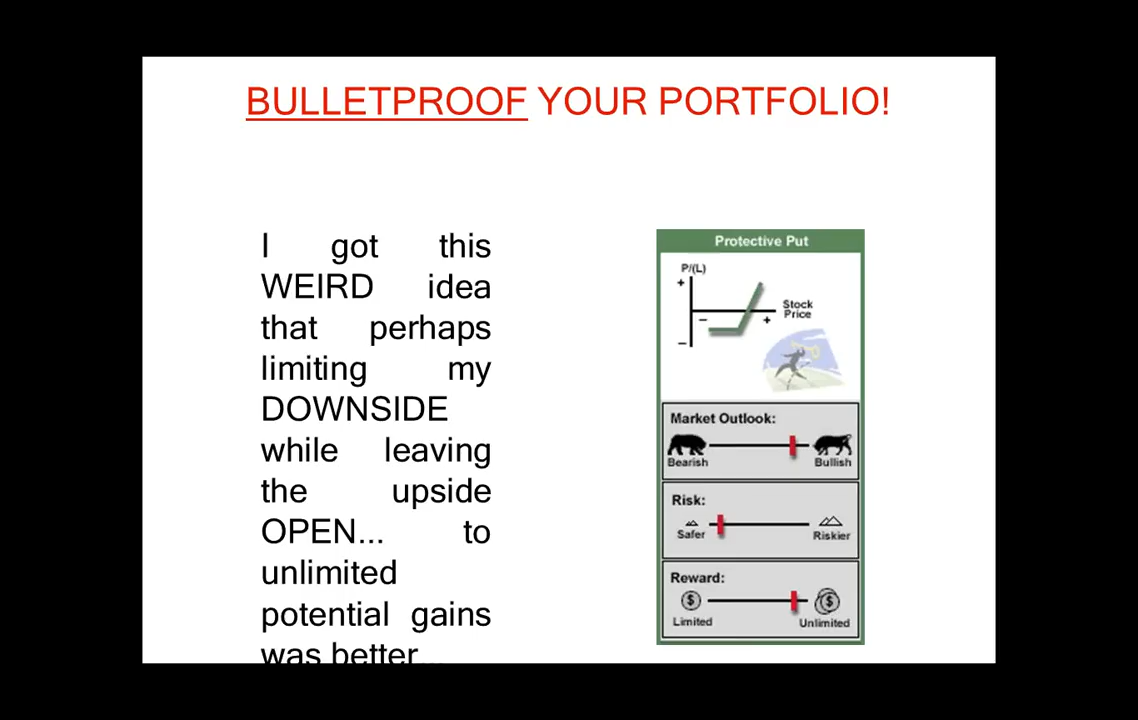 BULLETPROOF YOUR PORTFOLIO!
I got this
WEIRD idea
that perhaps
limiting my
DOWNSIDE
while leaving
the upside
OPEN... to
unlimited
potential gains
was better...
Protective Put
P/(L)
+
Stock
Price
–
+
–
Market Outlook:
Bearish
Bullish
Risk:
Safer
Riskier
Reward:
$
$
Limited
Unlimited